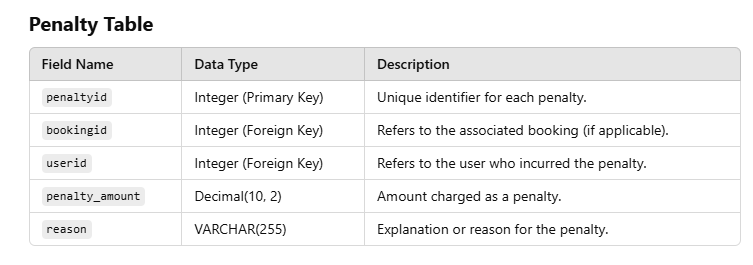 Penalty Table
Field Name Data Type Description
penaltyid Integer (Primary Key) Unique identifier for each penalty.
bookingid Integer (Foreign Key) Refers to the associated booking (if applicable).
userid Integer (Foreign Key) Refers to the user who incurred the penalty.
penalty_amount Decimal(10, 2) Amount charged as a penalty.
reason VARCHAR(255) Explanation or reason for the penalty.